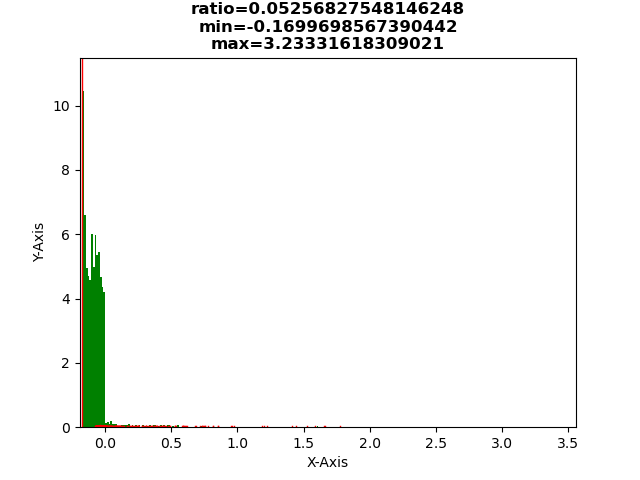 ratio=0.05256827548146248
min=-0.1699698567390442
max=3.23331618309021
Y-Axis
10
8
6
4
2
0
0.0 0.5 1.0 1.5 2.0 2.5 3.0 3.5
X-Axis